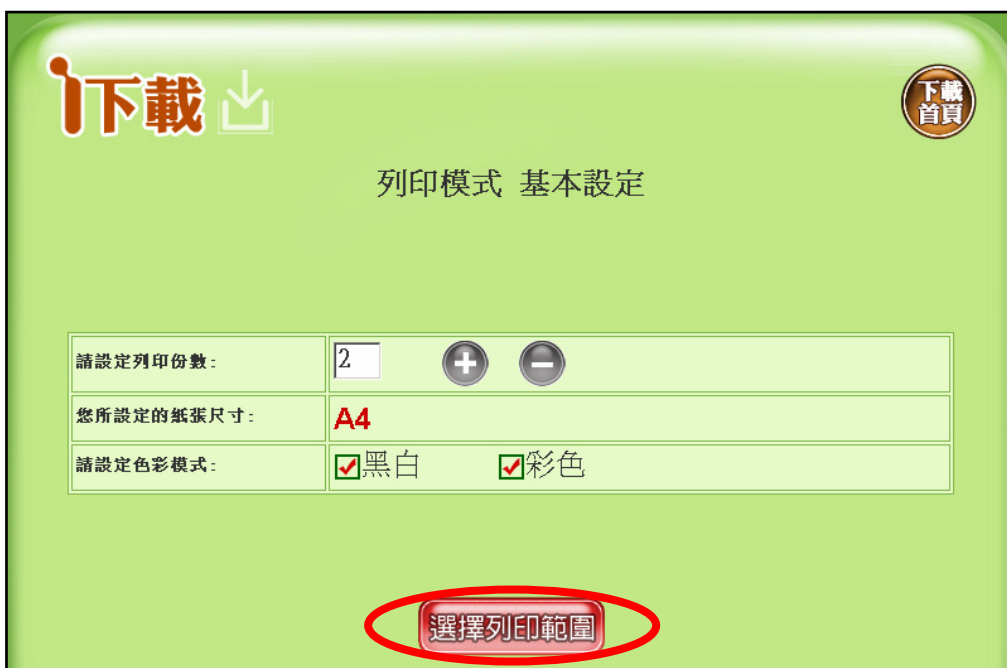 i下載
下載
首頁
列印模式 基本設定
請設定列印份數：
2
您所設定的紙張尺寸：
A4
請設定色彩模式：
黑白 彩色
選擇列印範圍